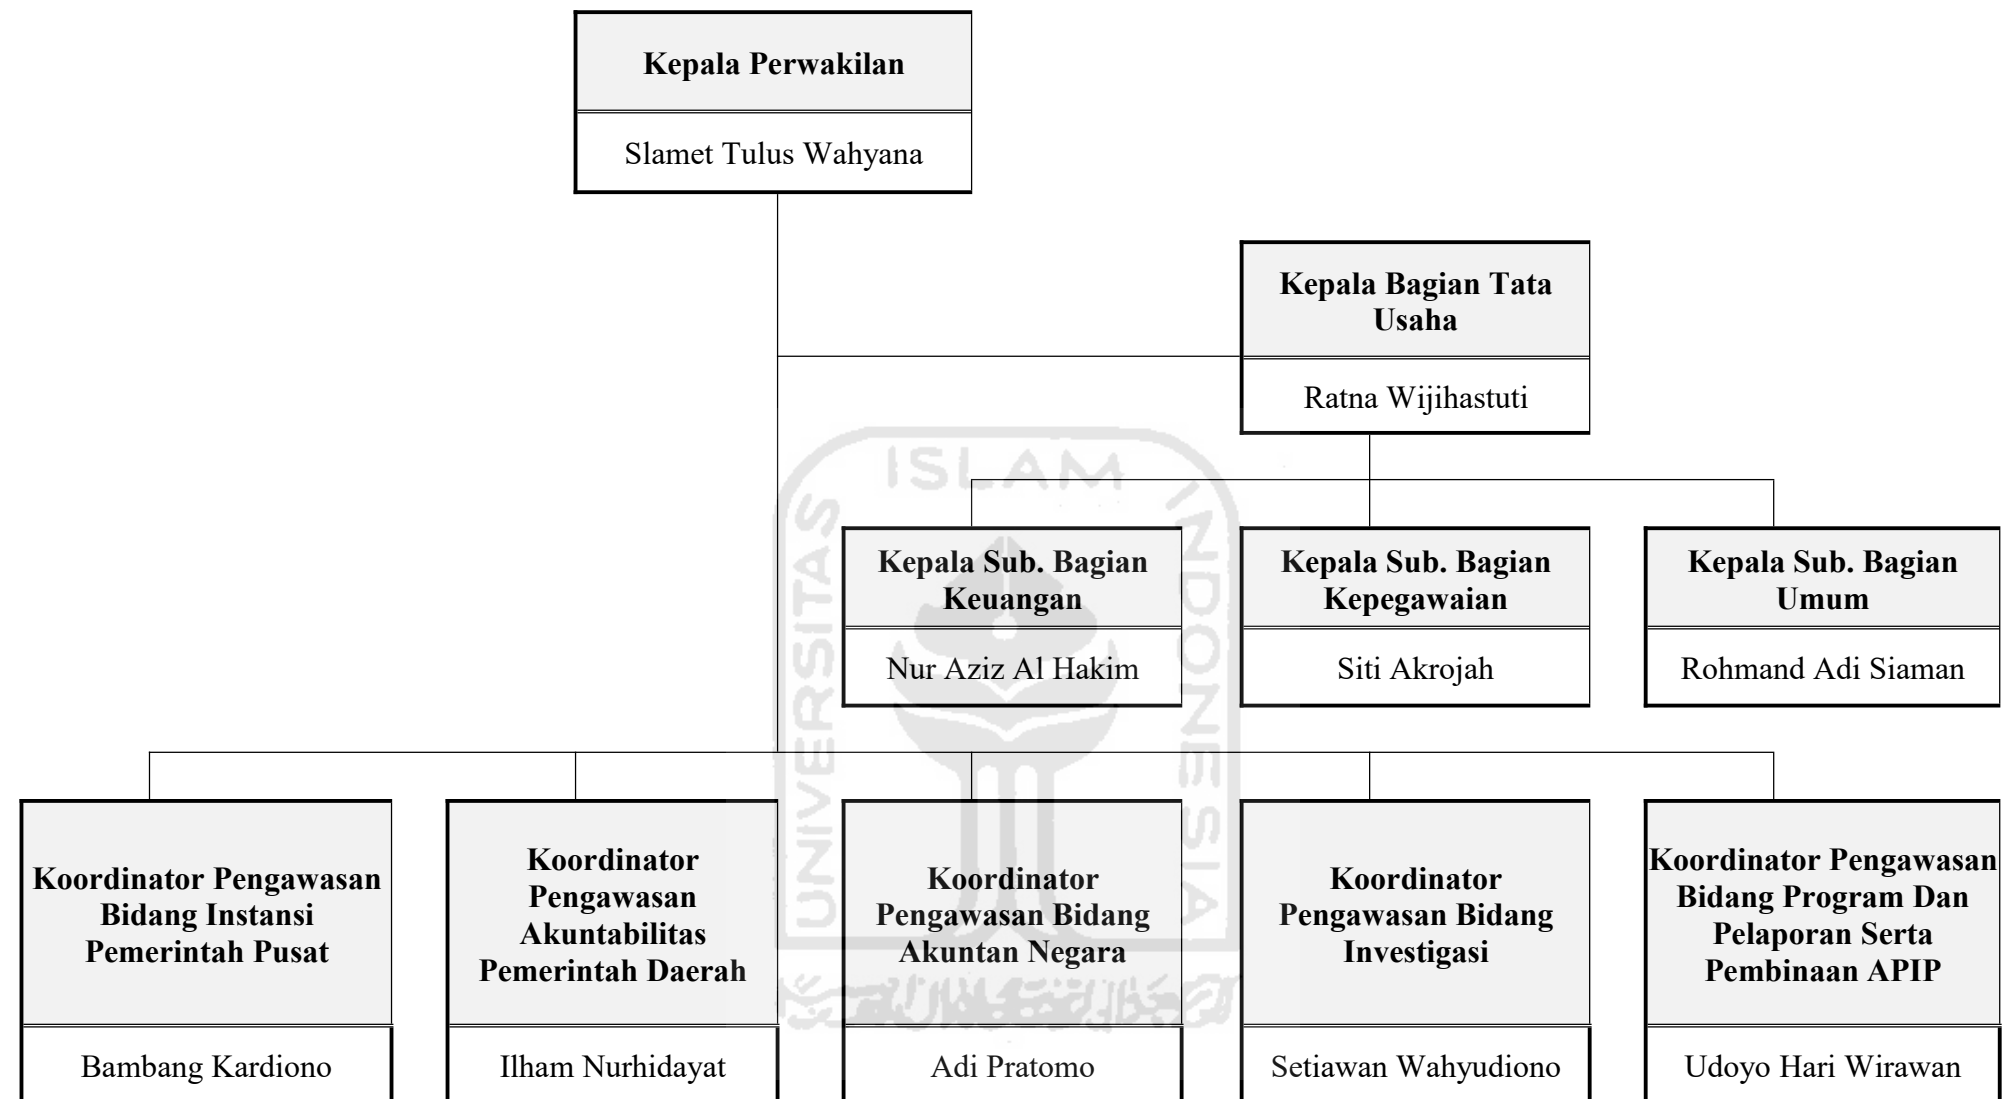 Kepala Perwakilan
Slamet Tulus Wahyana
Kepala Bagian Tata
Usaha
Ratna Wijihastuti
Kepala Sub. Bagian
Keuangan
Nur Aziz Al Hakim
Kepala Sub. Bagian
Kepegawaian
Siti Akrojah
Kepala Sub. Bagian
Umum
Rohmand Adi Siaman
Koordinator Pengawasan
Bidang Instansi
Pemerintah Pusat
Bambang Kardiono
Koordinator
Pengawasan
Akuntabilitas
Pemerintah Daerah
Ilham Nurhidayat
Koordinator
Pengawasan Bidang
Akuntan Negara
Adi Pratomo
Koordinator
Pengawasan Bidang
Investigasi
Setiawan Wahyudiono
Koordinator Pengawasan
Bidang Program Dan
Pelaporan Serta
Pembinaan APIP
Udoyo Hari Wirawan
UNIVERSITAS
ISLAM
INDONESIA